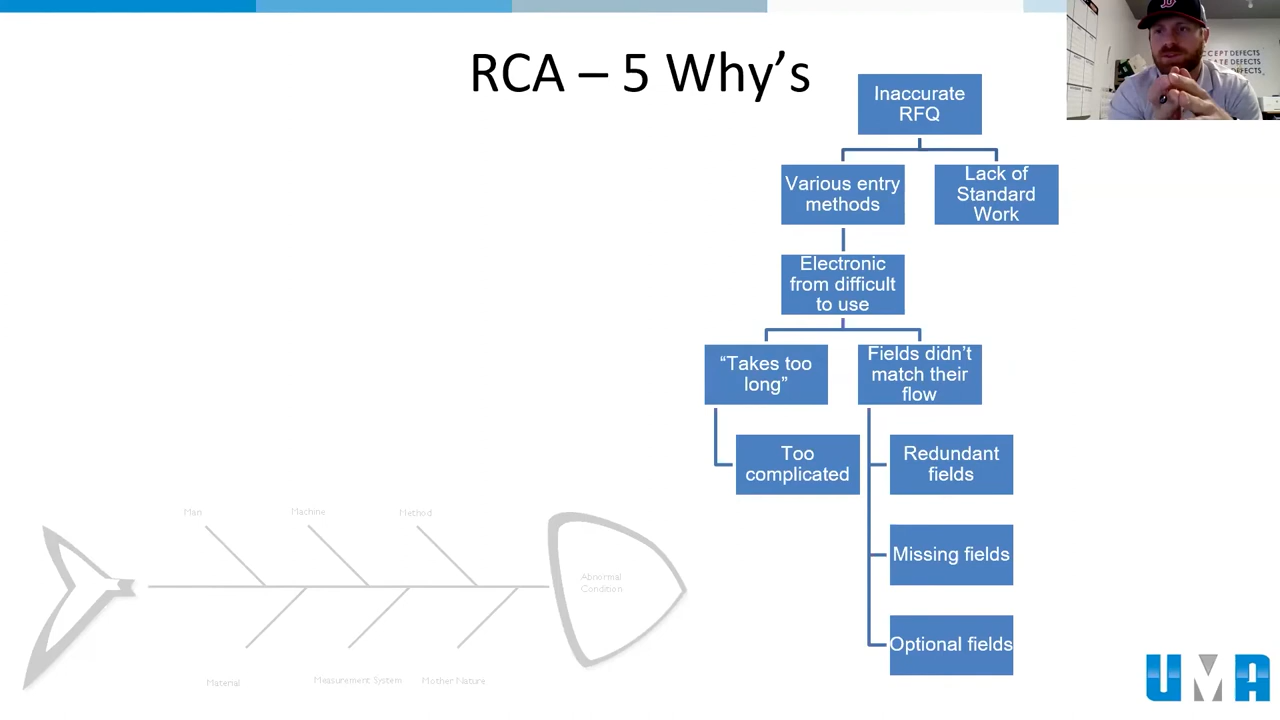 RCA – 5 Why's
Inaccurate
RFQ
Various entry
methods
Lack of
Standard
Work
Electronic
from difficult
to use
“Takes too
long”
Fields didn’t
match their
flow
Too
complicated
Redundant
fields
Missing fields
Optional fields
Man
Machine
Method
Abnormal
Condition
Material
Measurement System
Mother Nature
UMA